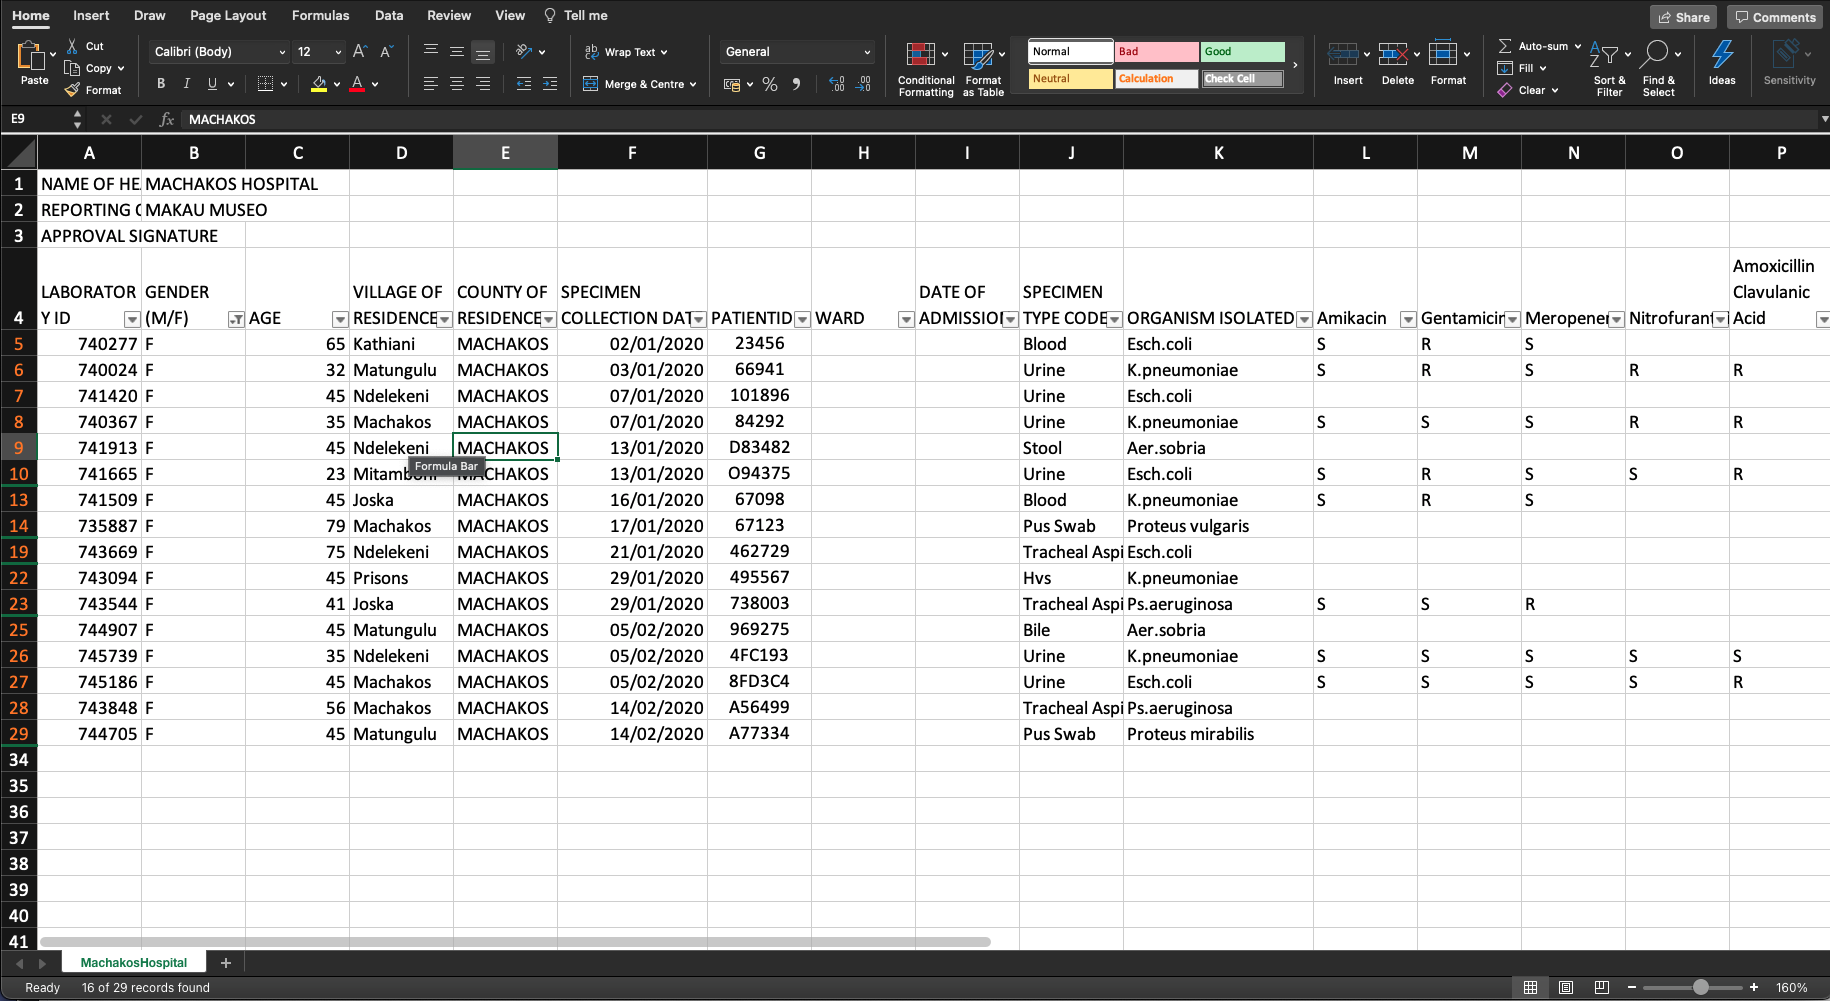 Home Insert Draw Page Layout Formulas Data Review View Tell me Share Comments
Paste Cut Copy Format
Calibri (Body) 12 A A
B I U A
ab Wrap Text
Merge & Centre
General
% 9
Conditional Formatting Format as Table
Normal Bad Good
Neutral Calculation Check Cell
Insert Delete Format
Auto-sum Fill Clear
Sort & Filter Find & Select Ideas Sensitivity
E9 fx MACHAKOS
A B C D E F G H I J K L M N O P
1 NAME OF HE MACHAKOS HOSPITAL
2 REPORTING MAKAU MUSEO
3 APPROVAL SIGNATURE
4 LABORATORY ID GENDER (M/F) AGE VILLAGE OF RESIDENCE COUNTY OF RESIDENCE SPECIMEN COLLECTION DAT PATIENTID WARD DATE OF ADMISSIO SPECIMEN TYPE CODE ORGANISM ISOLATED Amikacin Gentamicin Meropene Nitrofurant Amoxicillin Clavulanic Acid
5 740277 F 65 Kathiani MACHAKOS 02/01/2020 23456 Blood Esch.coli S R S
6 740024 F 32 Matungulu MACHAKOS 03/01/2020 66941 Urine K.pneumoniae S R S R R
7 741420 F 45 Ndelekeni MACHAKOS 07/01/2020 101896 Urine Esch.coli
8 740367 F 35 Machakos MACHAKOS 07/01/2020 84292 Urine K.pneumoniae S S S R R
9 741913 F 45 Ndelekeni MACHAKOS 13/01/2020 D83482 Stool Aer.sobria
Formula Bar
10 741665 F 23 MACHAKOS 13/01/2020 O94375 Urine Esch.coli S R S S R
13 741509 F 45 Joska MACHAKOS 16/01/2020 67098 Blood K.pneumoniae S R S
14 735887 F 79 Machakos MACHAKOS 17/01/2020 67123 Pus Swab Proteus vulgaris
19 743669 F 75 Ndelekeni MACHAKOS 21/01/2020 462729 Tracheal Aspi Esch.coli
22 743094 F 45 Prisons MACHAKOS 29/01/2020 495567 Hvs K.pneumoniae
23 743544 F 41 Joska MACHAKOS 29/01/2020 738003 Tracheal Aspi Ps.aeruginosa S S R
25 744907 F 45 Matungulu MACHAKOS 05/02/2020 969275 Bile Aer.sobria
26 745739 F 35 Ndelekeni MACHAKOS 05/02/2020 4FC193 Urine K.pneumoniae S S S S S
27 745186 F 45 Machakos MACHAKOS 05/02/2020 8FD3C4 Urine Esch.coli S S S S R
28 743848 F 56 Machakos MACHAKOS 14/02/2020 A56499 Tracheal Aspi Ps.aeruginosa
29 744705 F 45 Matungulu MACHAKOS 14/02/2020 A77334 Pus Swab Proteus mirabilis
34
35
36
37
38
39
40
41
MachakosHospital +
Ready 16 of 29 records found 160%